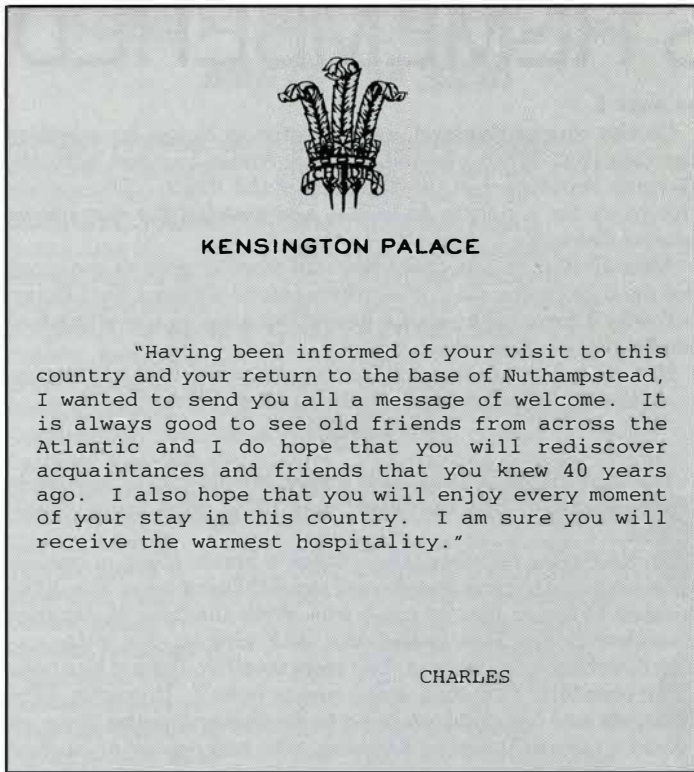 ICH DIEN
KENSINGTON PALACE
"Having been informed of your visit to this
country and your return to the base of Nuthampstead,
I wanted to send you all a message of welcome. It
is always good to see old friends from across the
Atlantic and I do hope that you will rediscover
acquaintances and friends that you knew 40 years
ago. I also hope that you will enjoy every moment
of your stay in this country. I am sure you will
receive the warmest hospitality."
CHARLES